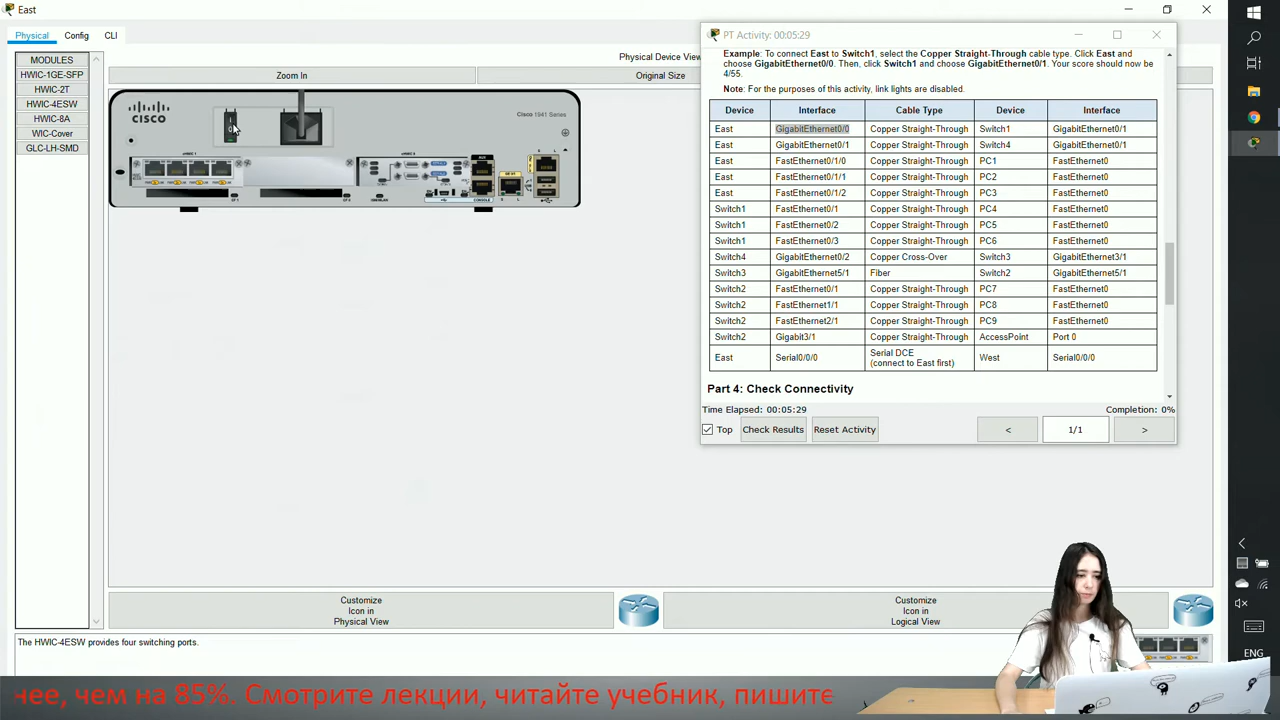 East
Physical
Config
CLI
MODULES
HWIC-1GE-SFP
HWIC-2T
HWIC-4ESW
HWIC-8A
WIC-Cover
GLC-LH-SMD
Physical Device View
Zoom In
Original Size
CISCO
Cisco 1941 Series
PT Activity: 00:05:29
Example: To connect East to Switch1, select the Copper Straight-Through cable type. Click East and
choose GigabitEthernet0/0. Then, click Switch1 and choose GigabitEthernet0/1. Your score should now be
4/55.
Note: For the purposes of this activity, link lights are disabled.
Device Interface Cable Type Device Interface
East GigabitEthernet0/0 Copper Straight-Through Switch1 GigabitEthernet0/1
East GigabitEthernet0/1 Copper Straight-Through Switch4 GigabitEthernet0/1
East FastEthernet0/1/0 Copper Straight-Through PC1 FastEthernet0
East FastEthernet0/1/1 Copper Straight-Through PC2 FastEthernet0
East FastEthernet0/1/2 Copper Straight-Through PC3 FastEthernet0
Switch1 FastEthernet0/1 Copper Straight-Through PC4 FastEthernet0
Switch1 FastEthernet0/2 Copper Straight-Through PC5 FastEthernet0
Switch1 FastEthernet0/3 Copper Straight-Through PC6 FastEthernet0
Switch4 GigabitEthernet0/2 Copper Cross-Over Switch3 GigabitEthernet3/1
Switch3 GigabitEthernet5/1 Fiber Switch2 GigabitEthernet5/1
Switch2 FastEthernet0/1 Copper Straight-Through PC7 FastEthernet0
Switch2 FastEthernet1/1 Copper Straight-Through PC8 FastEthernet0
Switch2 FastEthernet2/1 Copper Straight-Through PC9 FastEthernet0
Switch2 Gigabit3/1 Copper Straight-Through AccessPoint Port 0
East Serial0/0/0 Serial DCE
(connect to East first) West Serial0/0/0
Part 4: Check Connectivity
Time Elapsed: 00:05:29
Completion: 0%
Top
Check Results
Reset Activity
<
1/1
>
Customize
Icon in
Physical View
Customize
Icon in
Logical View
The HWIC-4ESW provides four switching ports.
ENG
нее, чем на 85%. Смотрите лекции, читайте учебник, пишите